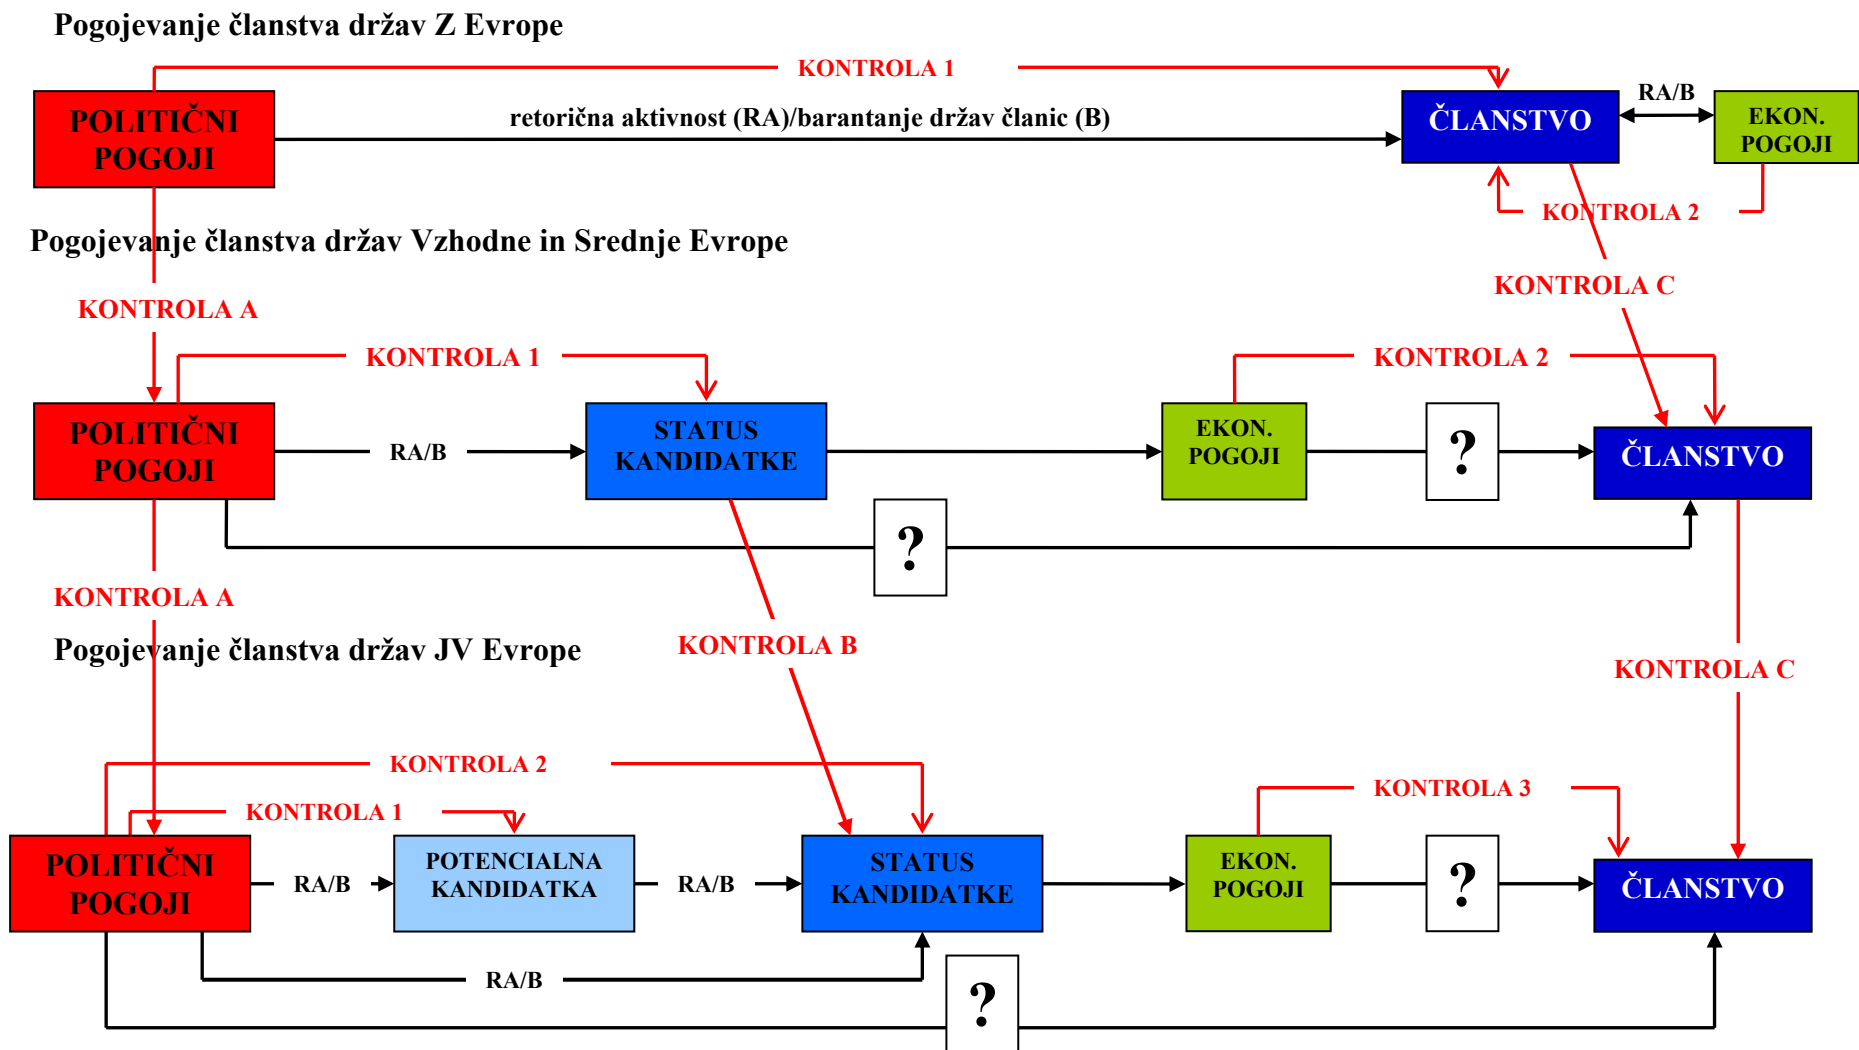 Pogojevanje članstva držav Z Evrope
KONTROLA 1
POLITIČNI
POGOJI
retorična aktivnost (RA)/barantanje držav članic (B)
ČLANSTVO
RA/B
EKON.
POGOJI
KONTROLA 2
Pogojevanje članstva držav Vzhodne in Srednje Evrope
KONTROLA A
KONTROLA C
KONTROLA 1
KONTROLA 2
POLITIČNI
POGOJI
RA/B
STATUS
KANDIDATKE
EKON.
POGOJI
?
ČLANSTVO
?
KONTROLA A
Pogojevanje članstva držav JV Evrope
KONTROLA B
KONTROLA C
KONTROLA 2
KONTROLA 1
KONTROLA 3
POLITIČNI
POGOJI
RA/B
POTENCIALNA
KANDIDATKA
RA/B
STATUS
KANDIDATKE
EKON.
POGOJI
?
ČLANSTVO
RA/B
?